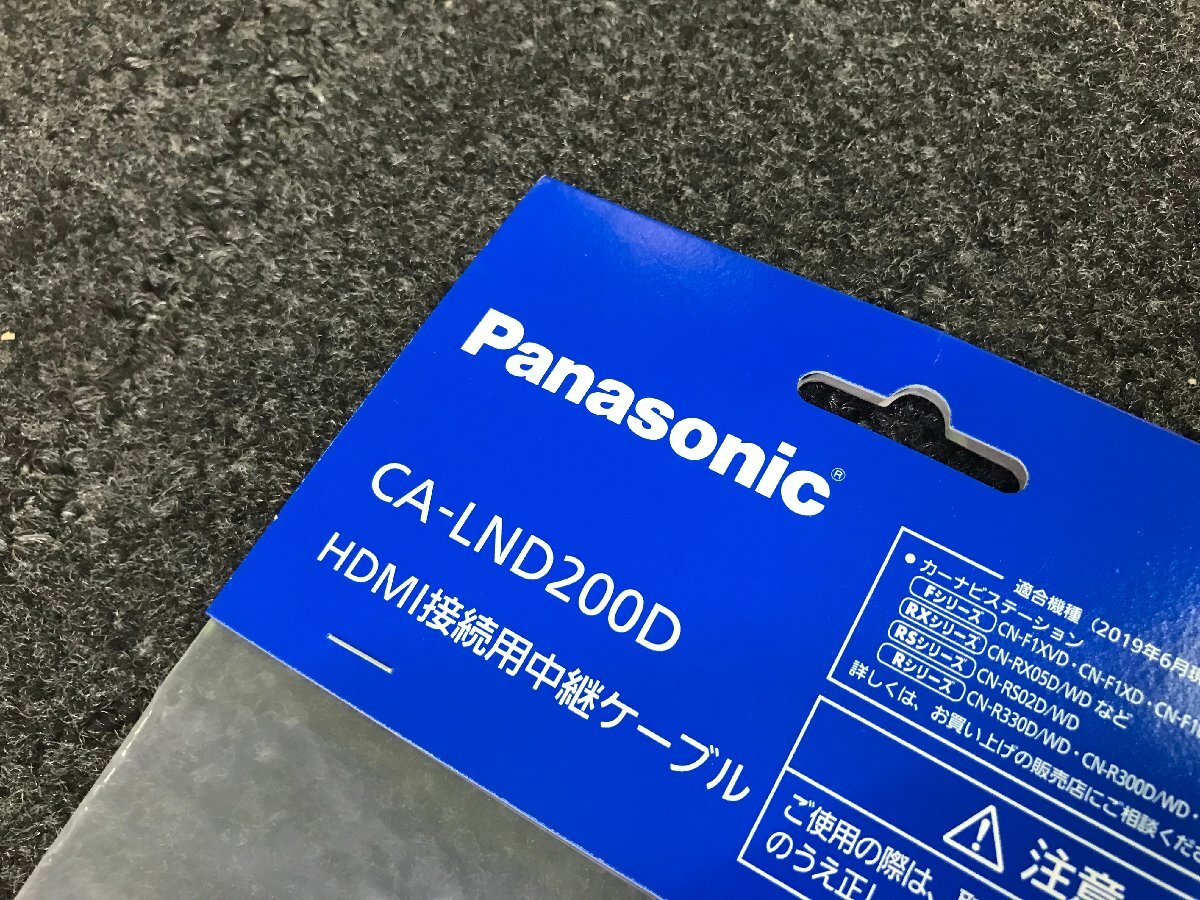 Panasonic®
CA-LND200D
HDMI接続用中継ケーブル
適合機種（2019年6月
●カーナビステーション
Fシリーズ CN-F1XVD・CN-F1XD・CN-F1
RXシリーズ CN-RX05D/WD など
RSシリーズ CN-RS02D/WD
Rシリーズ CN-R330D/WD・CN-R300D/WD・
詳しくは、お買い上げの販売店にご相談くださ
注意
ご使用の際は、
のうえ正し